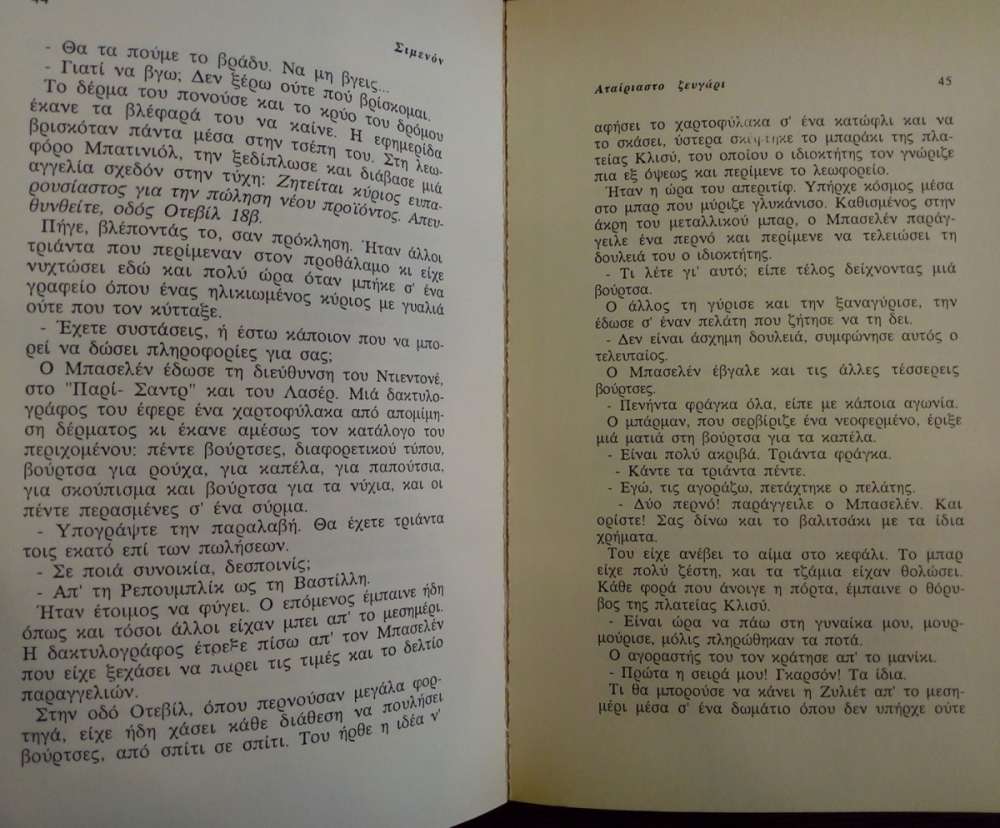 44
Σιμενόν
- Θα τα πούμε το βράδυ. Να μη βγεις...
- Γιατί να βγω; Δεν ξέρω ούτε πού βρίσκομαι.
Το δέρμα του πονούσε και το κρύο του δρόμου
έκανε τα βλέφαρά του να καίνε. Η εφημερίδα
βρισκόταν πάντα μέσα στην τσέπη του. Στη λεω-
φόρο Μπατινιόλ, την ξεδίπλωσε και διάβασε μιά
αγγελία σχεδόν στην τύχη: Ζητείται κύριος ευπα-
ρουσίαστος για την πώληση νέου προϊόντος. Απευ-
θυνθείτε, οδός Οτεβίλ 18β.
Πήγε, βλέποντάς το, σαν πρόκληση. Ήταν άλλοι
τριάντα που περίμεναν στον προθάλαμο κι είχε
νυχτώσει εδώ και πολύ ώρα όταν μπήκε σ' ένα
γραφείο όπου ένας ηλικιωμένος κύριος με γυαλιά
ούτε που τον κύτταξε.
- Έχετε συστάσεις, ή έστω κάποιον που να μπο-
ρεί να δώσει πληροφορίες για σας;
Ο Μπασελέν έδωσε τη διεύθυνση του Ντιεντονέ,
στο "Παρί- Σαντρ" και του Λασέρ. Μιά δακτυλο-
γράφος του έφερε ένα χαρτοφύλακα από απομίμη-
ση δέρματος κι έκανε αμέσως τον κατάλογο του
περιχομένου: πέντε βούρτσες, διαφορετικού τύπου,
βούρτσα για ρούχα, για καπέλα, για παπούτσια,
για σκούπισμα και βούρτσα για τα νύχια, και οι
πέντε περασμένες σ' ένα σύρμα.
- Υπογράψτε την παραλαβή. Θα έχετε τριάντα
τοις εκατό επί των πωλήσεων.
- Σε ποιά συνοικία, δεσποινίς;
- Απ' τη Ρεπουμπλίκ ως τη Βαστίλλη.
Ήταν έτοιμος να φύγει. Ο επόμενος έμπαινε ήδη
όπως και τόσοι άλλοι είχαν μπει απ' το μεσημέρι.
Η δακτυλογράφος έτρεξε πίσω απ' τον Μπασελέν
που είχε ξεχάσει να πάρει τις τιμές και το δελτίο
παραγγελιών.
Στην οδό Οτεβίλ, όπου περνούσαν μεγάλα φορ-
τηγά, είχε ήδη χάσει κάθε διάθεση να πουλήσει
βούρτσες, από σπίτι σε σπίτι. Του ήρθε η ιδέα ν'
Αταίριαστο ζευγάρι
45
αφήσει το χαρτοφύλακα σ' ένα κατώφλι και να
το σκάσει, ύστερα σκέφτηκε το μπαράκι της πλα-
τείας Κλισύ, του οποίου ο ιδιοκτήτης τον γνώριζε
πια εξ όψεως και περίμενε το λεωφορείο.
Ήταν η ώρα του απεριτίφ. Υπήρχε κόσμος μέσα
στο μπαρ που μύριζε γλυκάνισο. Καθισμένος στην
άκρη του μεταλλικού μπαρ, ο Μπασελέν παράγ-
γειλε ένα περνό και περίμενε να τελειώσει τη
δουλειά του ο ιδιοκτήτης.
- Τι λέτε γι' αυτό; είπε τέλος δείχνοντας μιά
βούρτσα.
Ο άλλος τη γύρισε και την ξαναγύρισε, την
έδωσε σ' έναν πελάτη που ζήτησε να τη δει.
- Δεν είναι άσχημη δουλειά, συμφώνησε αυτός ο
τελευταίος.
Ο Μπασελέν έβγαλε και τις άλλες τέσσερεις
βούρτσες.
- Πενήντα φράγκα όλα, είπε με κάποια αγωνία.
Ο μπάρμαν, που σερβίριζε ένα νεοφερμένο, έριξε
μιά ματιά στη βούρτσα για τα καπέλα.
- Είναι πολύ ακριβά. Τριάντα φράγκα.
- Κάντε τα τριάντα πέντε.
- Εγώ, τις αγοράζω, πετάχτηκε ο πελάτης.
- Δύο περνό! παράγγειλε ο Μπασελέν. Και
ορίστε! Σας δίνω και το βαλιτσάκι με τα ίδια
χρήματα.
Του είχε ανέβει το αίμα στο κεφάλι. Το μπαρ
είχε πολύ ζέστη, και τα τζάμια είχαν θολώσει.
Κάθε φορά που άνοιγε η πόρτα, έμπαινε ο θόρυ-
βος της πλατείας Κλισύ.
- Είναι ώρα να πάω στη γυναίκα μου, μουρ-
μούρισε, μόλις πληρώθηκαν τα ποτά.
Ο αγοραστής του τον κράτησε απ' το μανίκι.
- Πρώτα η σειρά μου! Γκαρσόν! Τα ίδια.
Τι θα μπορούσε να κάνει η Ζυλιέτ απ' το μεση-
μέρι μέσα σ' ένα δωμάτιο όπου δεν υπήρχε ούτε